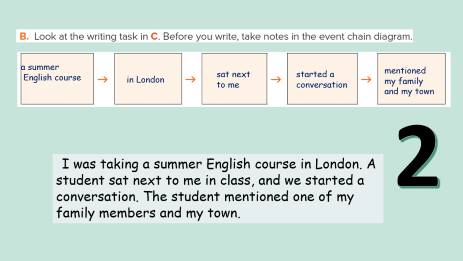 B. Look at the writing task in C. Before you write, take notes in the event chain diagram.
a summer
English course
in London
sat next
to me
started a
conversation
mentioned
my family
and my town
2
I was taking a summer English course in London. A
student sat next to me in class, and we started a
conversation. The student mentioned one of my
family members and my town.